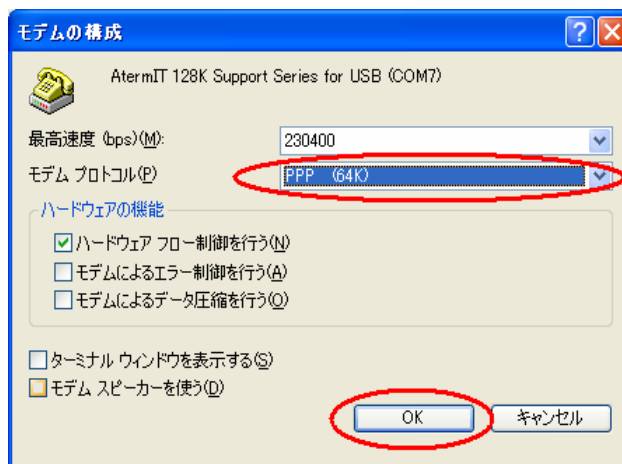 モデムの構成
AtermIT 128K Support Series for USB (COM7)
最高速度 (bps)(M):
230400
モデム プロトコル(P)
PPP (64K)
ハードウェアの機能
ハードウェア フロー制御を行う(N)
モデムによるエラー制御を行う(A)
モデムによるデータ圧縮を行う(O)
ターミナル ウィンドウを表示する(S)
モデム スピーカーを使う(D)
OK
キャンセル